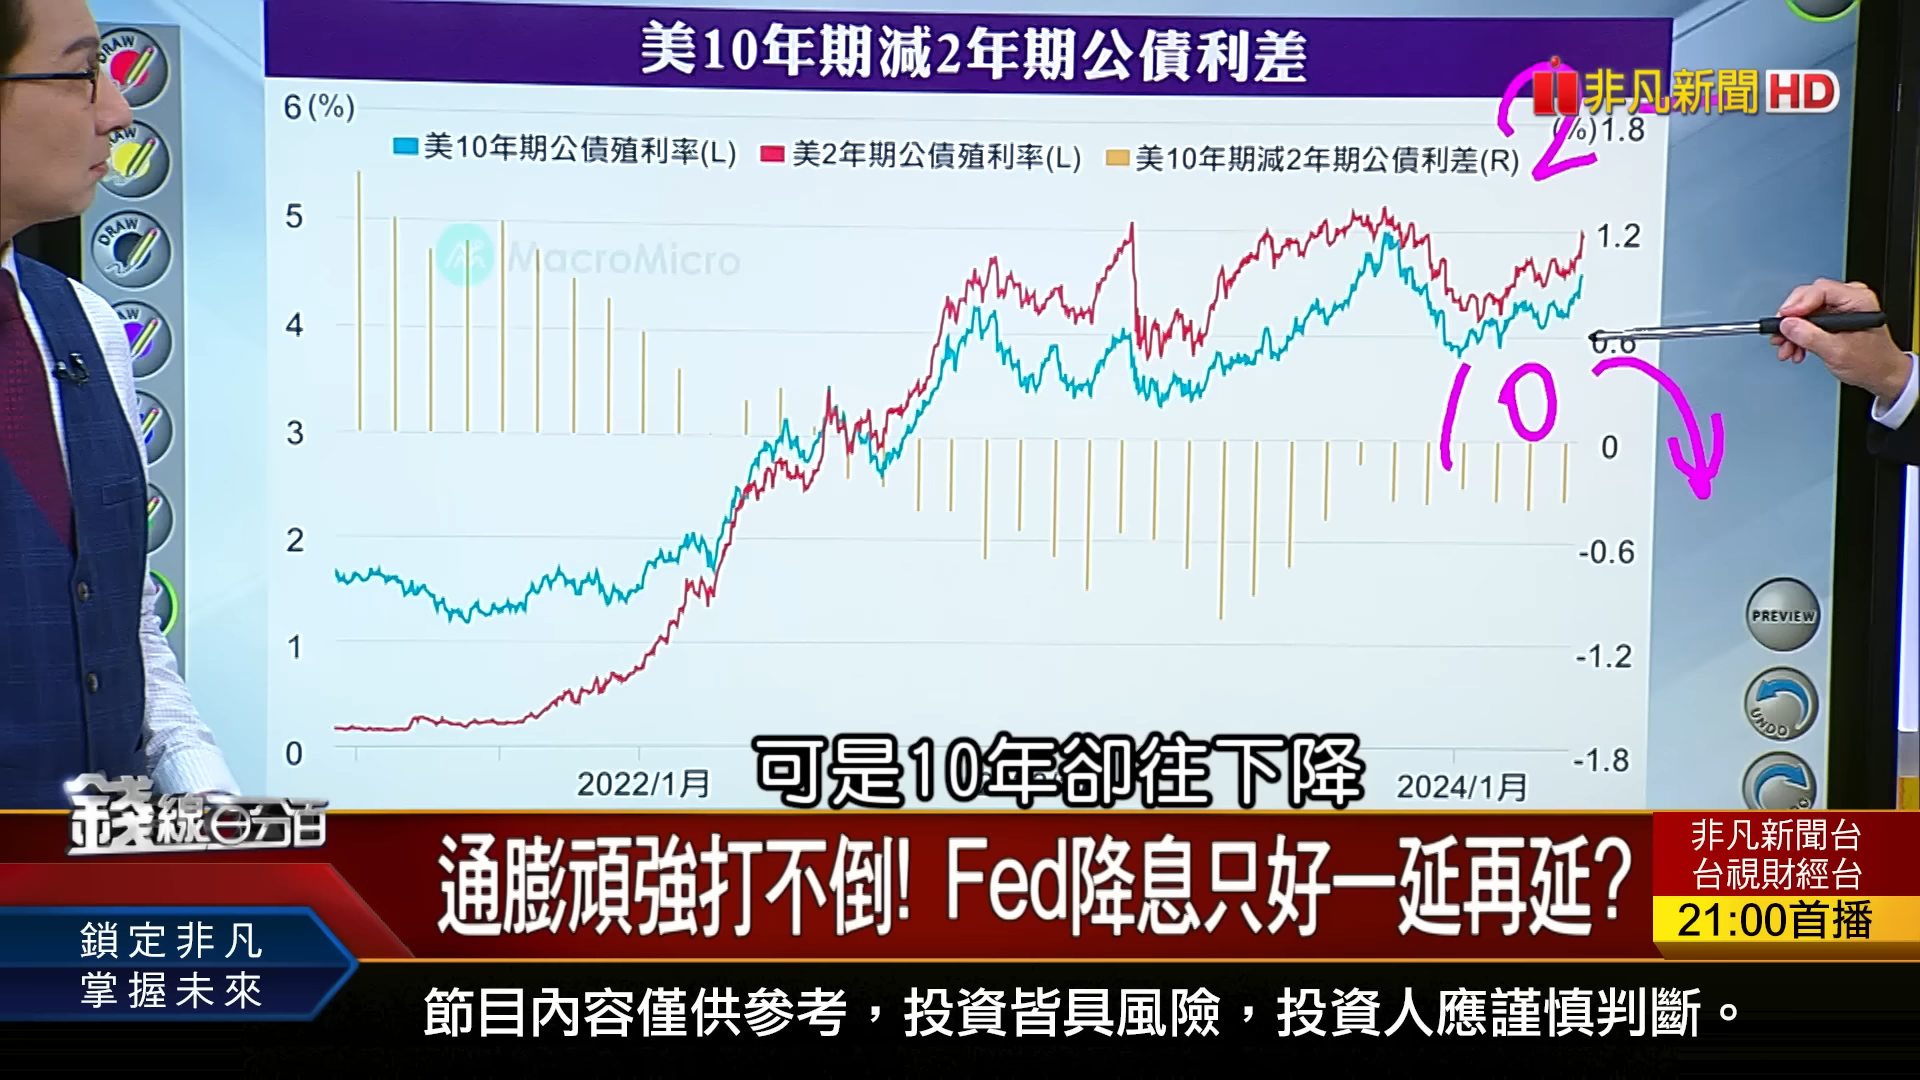 美10年期減2年期公債利差
非凡新聞HD
6(%)
(%)1.8
美10年期公債殖利率(L)
美2年期公債殖利率(L)
美10年期減2年期公債利差(R)
2
MacroMicro
5
1.2
4
0.6
10
3
0
2
-0.6
1
-1.2
0
-1.8
2022/1月
2024/1月
DRAW
DRAW
PREVIEW
UNDO
可是10年卻往下降
錢線百分百
通膨頑強打不倒! Fed降息只好一延再延?
非凡新聞台
台視財經台
21:00首播
鎖定非凡
掌握未來
節目內容僅供參考，投資皆具風險，投資人應謹慎判斷。